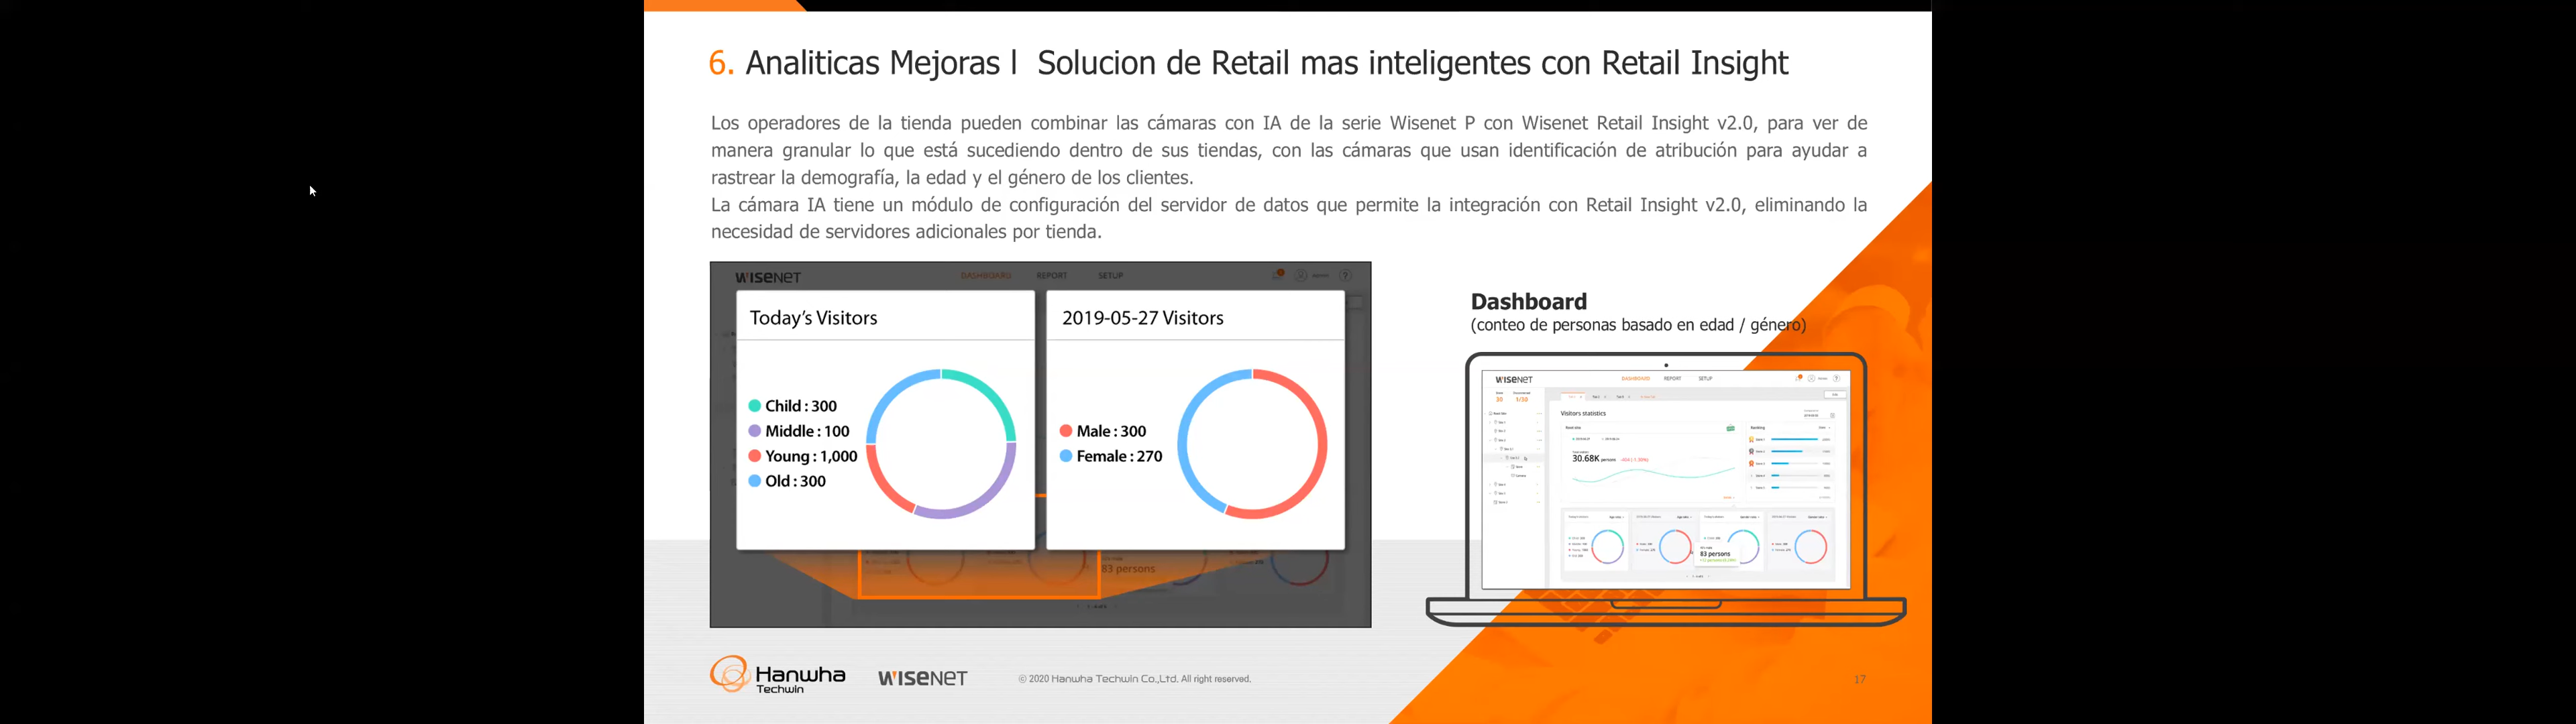 6. Analiticas Mejoras l Solucion de Retail mas inteligentes con Retail Insight
Los operadores de la tienda pueden combinar las cámaras con IA de la serie Wisenet P con Wisenet Retail Insight v2.0, para ver de
manera granular lo que está sucediendo dentro de sus tiendas, con las cámaras que usan identificación de atribución para ayudar a
rastrear la demografía, la edad y el género de los clientes.
La cámara IA tiene un módulo de configuración del servidor de datos que permite la integración con Retail Insight v2.0, eliminando la
necesidad de servidores adicionales por tienda.
WISENET DASHBOARD REPORT SETUP
Today's Visitors
Child : 300
Middle : 100
Young : 1,000
Old : 300
2019-05-27 Visitors
Male : 300
Female : 270
83 persons
Dashboard
(conteo de personas basado en edad / género)
WISENET DASHBOARD REPORT SETUP
Visitors statistics
30.68K persons
83 persons
Hanwha
Techwin
WISENET
© 2020 Hanwha Techwin Co.,Ltd. All right reserved.
17